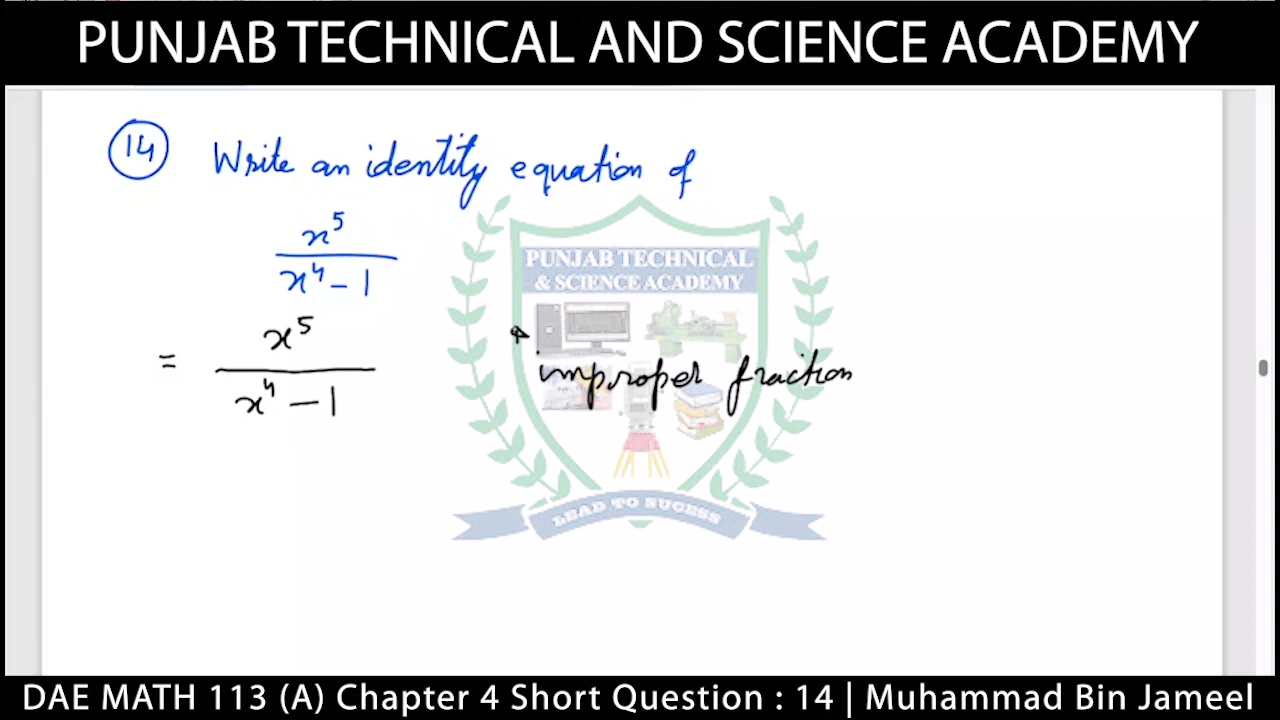 PUNJAB TECHNICAL AND SCIENCE ACADEMY
14 Write an identity equation of
x⁵
x⁴ - 1
PUNJAB TECHNICAL
& SCIENCE ACADEMY
= x⁵
x⁴ - 1
improper fraction
LEAD TO SUCESS
DAE MATH 113 (A) Chapter 4 Short Question : 14 | Muhammad Bin Jameel